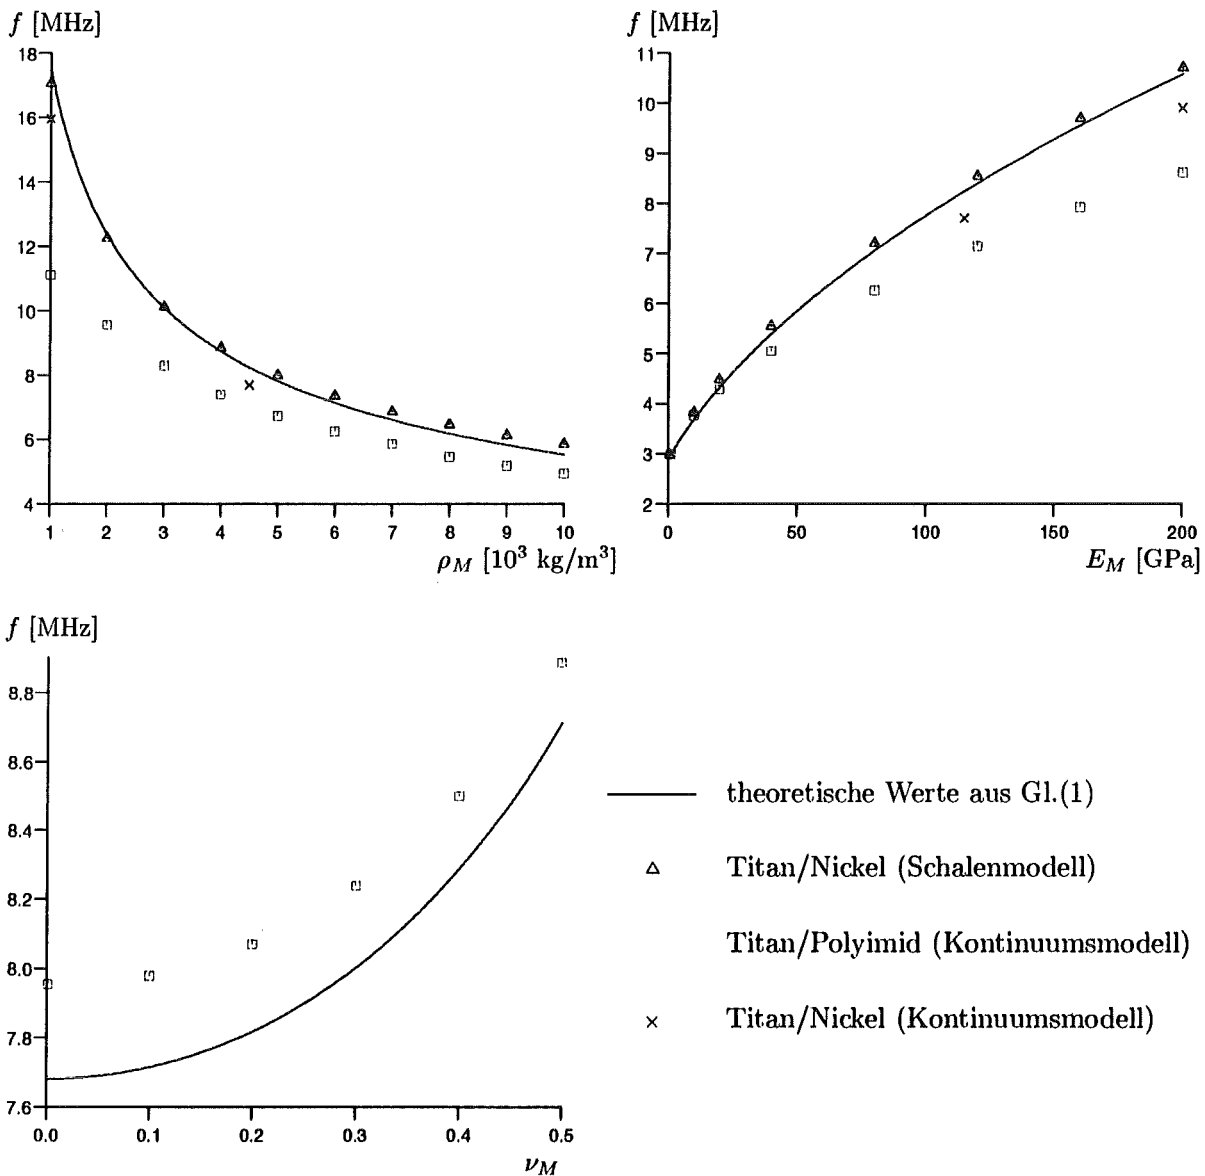 f [MHz]
18
16
14
12
10
8
6
4
1 2 3 4 5 6 7 8 9 10
ρ_M [10³ kg/m³]
f [MHz]
11
10
9
8
7
6
5
4
3
2
0 50 100 150 200
E_M [GPa]
f [MHz]
8.8
8.6
8.4
8.2
8.0
7.8
7.6
0.0 0.1 0.2 0.3 0.4 0.5
ν_M
theoretische Werte aus Gl.(1)
Titan/Nickel (Schalenmodell)
Titan/Polyimid (Kontinuumsmodell)
Titan/Nickel (Kontinuumsmodell)